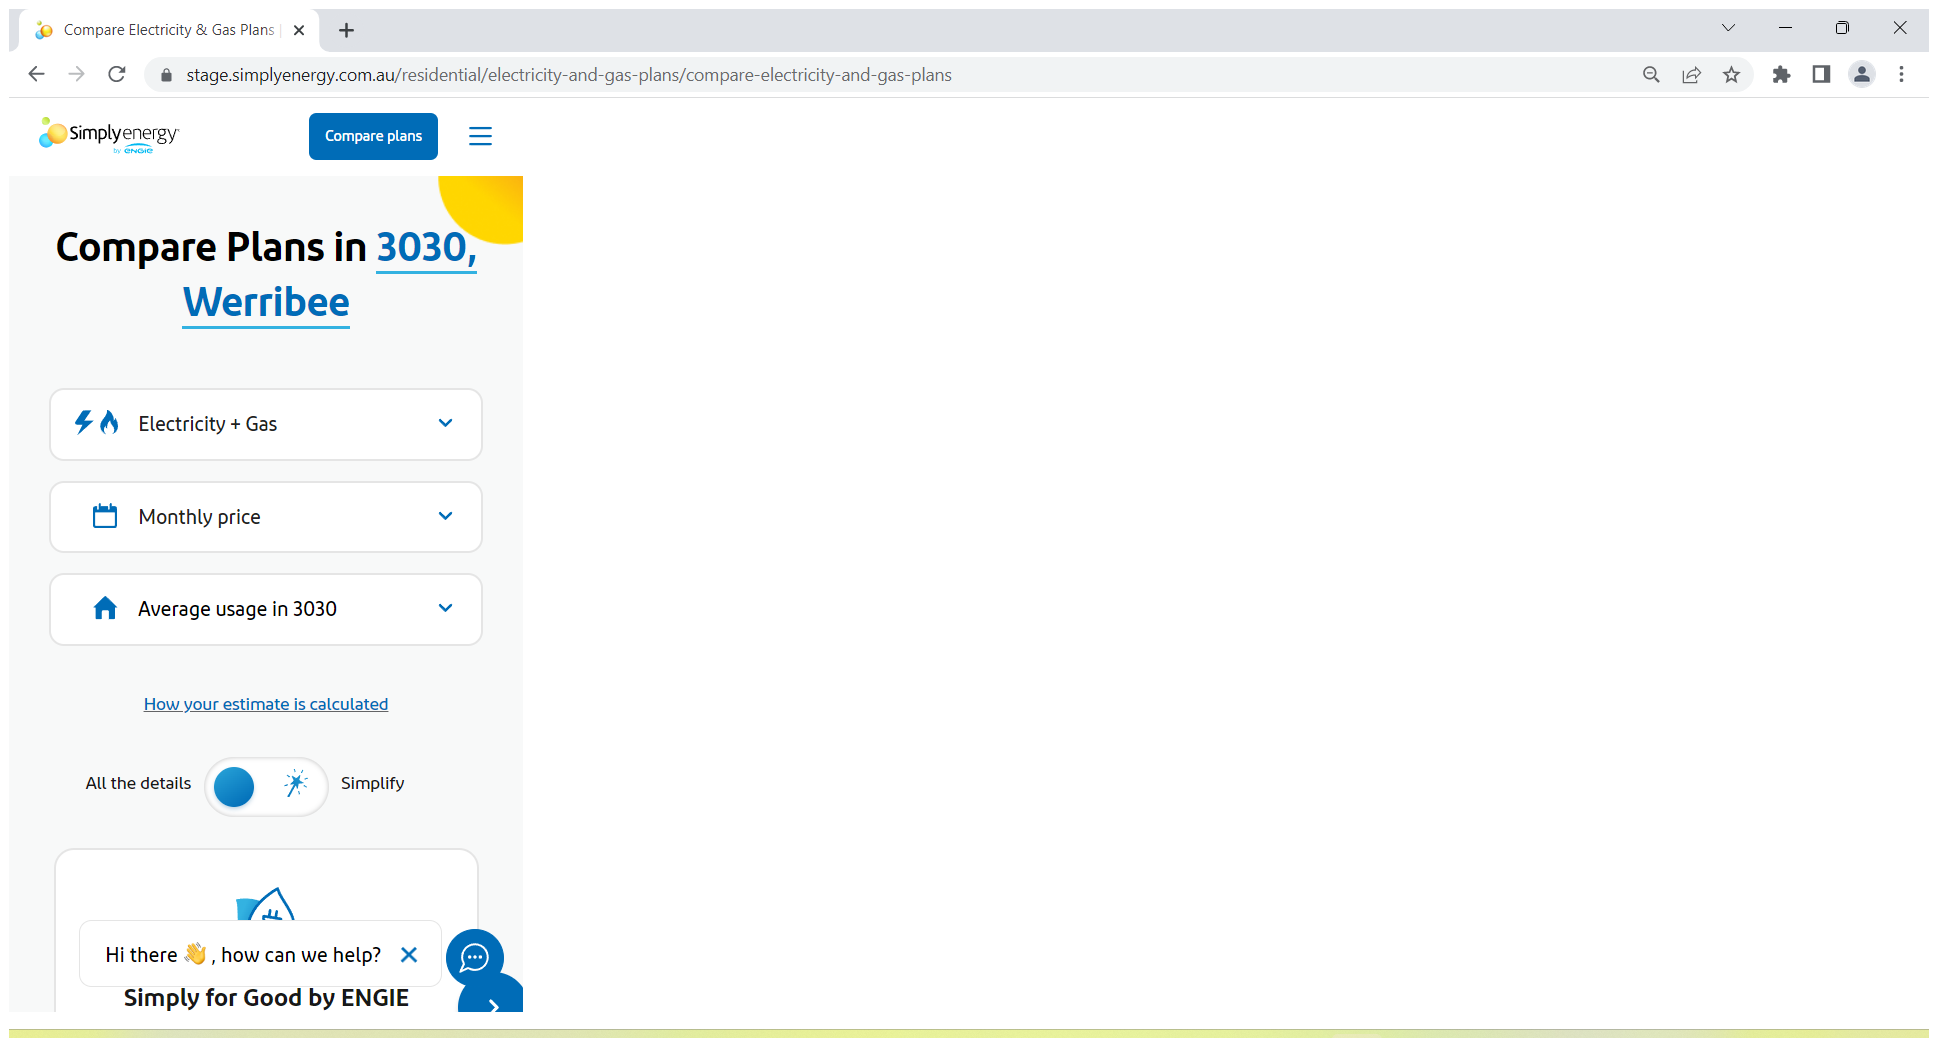 Compare Electricity & Gas Plans |
stage.simplyenergy.com.au/residential/electricity-and-gas-plans/compare-electricity-and-gas-plans
Simplyenergy
by ENGIE
Compare plans
Compare Plans in 3030,
Werribee
Electricity + Gas
Monthly price
Average usage in 3030
How your estimate is calculated
All the details
Simplify
Hi there 👋 , how can we help?
Simply for Good by ENGIE